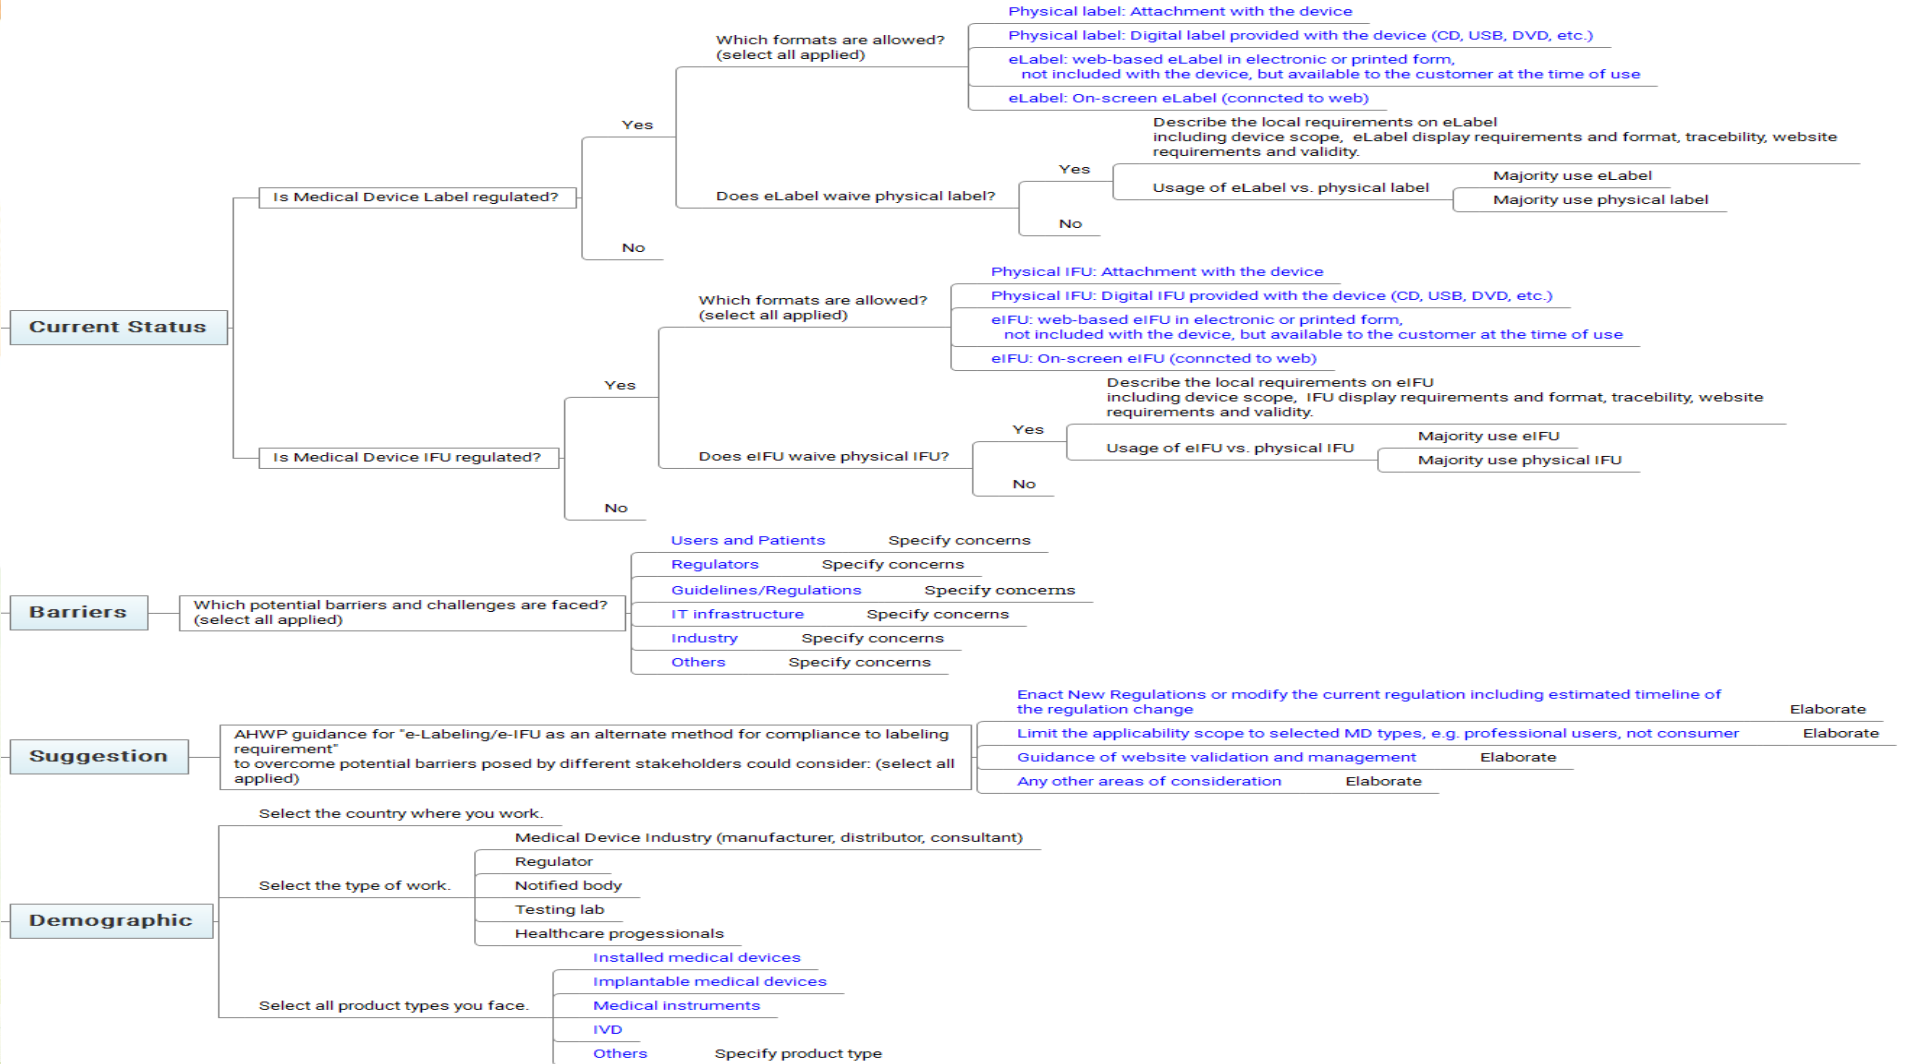 Physical label: Attachment with the device
Which formats are allowed?
(select all applied)
Physical label: Digital label provided with the device (CD, USB, DVD, etc.)
eLabel: web-based eLabel in electronic or printed form,
not included with the device, but available to the customer at the time of use
eLabel: On-screen eLabel (conncted to web)
Yes
Describe the local requirements on eLabel
including device scope,  eLabel display requirements and format, tracebility, website
requirements and validity.
Yes
Usage of eLabel vs. physical label
Majority use eLabel
Majority use physical label
Does eLabel waive physical label?
Is Medical Device Label regulated?
No
No
Physical IFU: Attachment with the device
Which formats are allowed?
(select all applied)
Physical IFU: Digital IFU provided with the device (CD, USB, DVD, etc.)
eIFU: web-based eIFU in electronic or printed form,
not included with the device, but available to the customer at the time of use
eIFU: On-screen eIFU (conncted to web)
Current Status
Yes
Describe the local requirements on eIFU
including device scope,  IFU display requirements and format, tracebility, website
requirements and validity.
Yes
Usage of eIFU vs. physical IFU
Majority use eIFU
Majority use physical IFU
Does eIFU waive physical IFU?
Is Medical Device IFU regulated?
No
No
Users and Patients Specify concerns
Regulators Specify concerns
Guidelines/Regulations Specify concerns
Barriers
Which potential barriers and challenges are faced?
(select all applied)
IT infrastructure Specify concerns
Industry Specify concerns
Others Specify concerns
Enact New Regulations or modify the current regulation including estimated timeline of
the regulation change Elaborate
Suggestion
AHWP guidance for "e-Labeling/e-IFU as an alternate method for compliance to labeling
requirement"
to overcome potential barriers posed by different stakeholders could consider: (select all
applied)
Limit the applicability scope to selected MD types, e.g. professional users, not consumer Elaborate
Guidance of website validation and management Elaborate
Any other areas of consideration Elaborate
Select the country where you work.
Medical Device Industry (manufacturer, distributor, consultant)
Regulator
Select the type of work.
Notified body
Testing lab
Healthcare progessionals
Demographic
Installed medical devices
Implantable medical devices
Select all product types you face.
Medical instruments
IVD
Others Specify product type